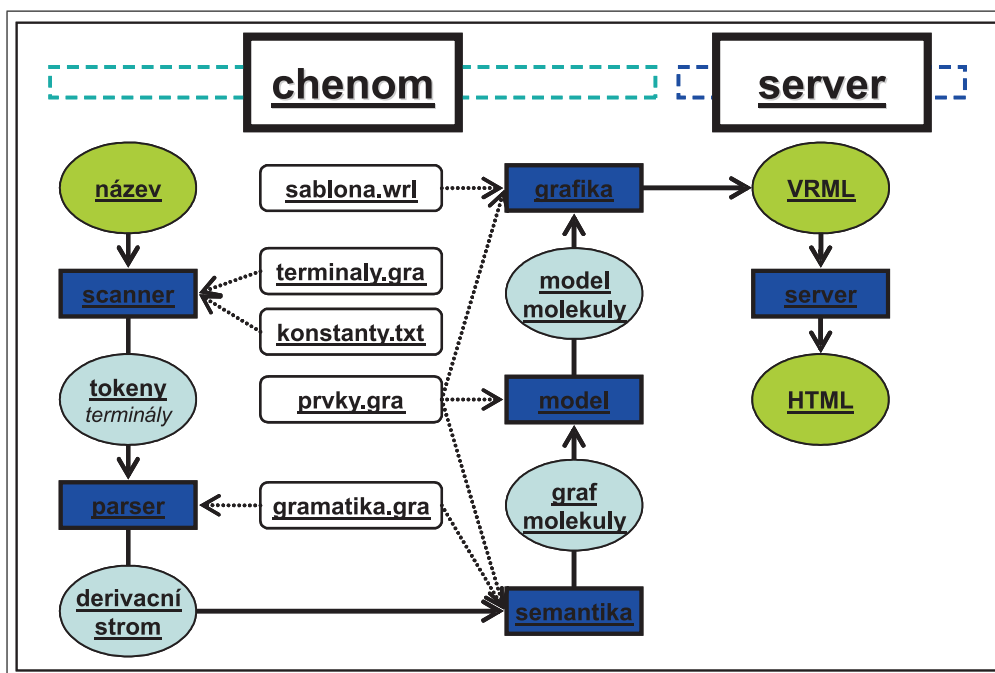 chenom
server
název
sablona.wrl
grafika
VRML
scanner
terminaly.gra
konstanty.txt
model
molekuly
server
tokeny
terminály
prvky.gra
model
HTML
parser
gramatika.gra
graf
molekuly
derivacní
strom
semantika